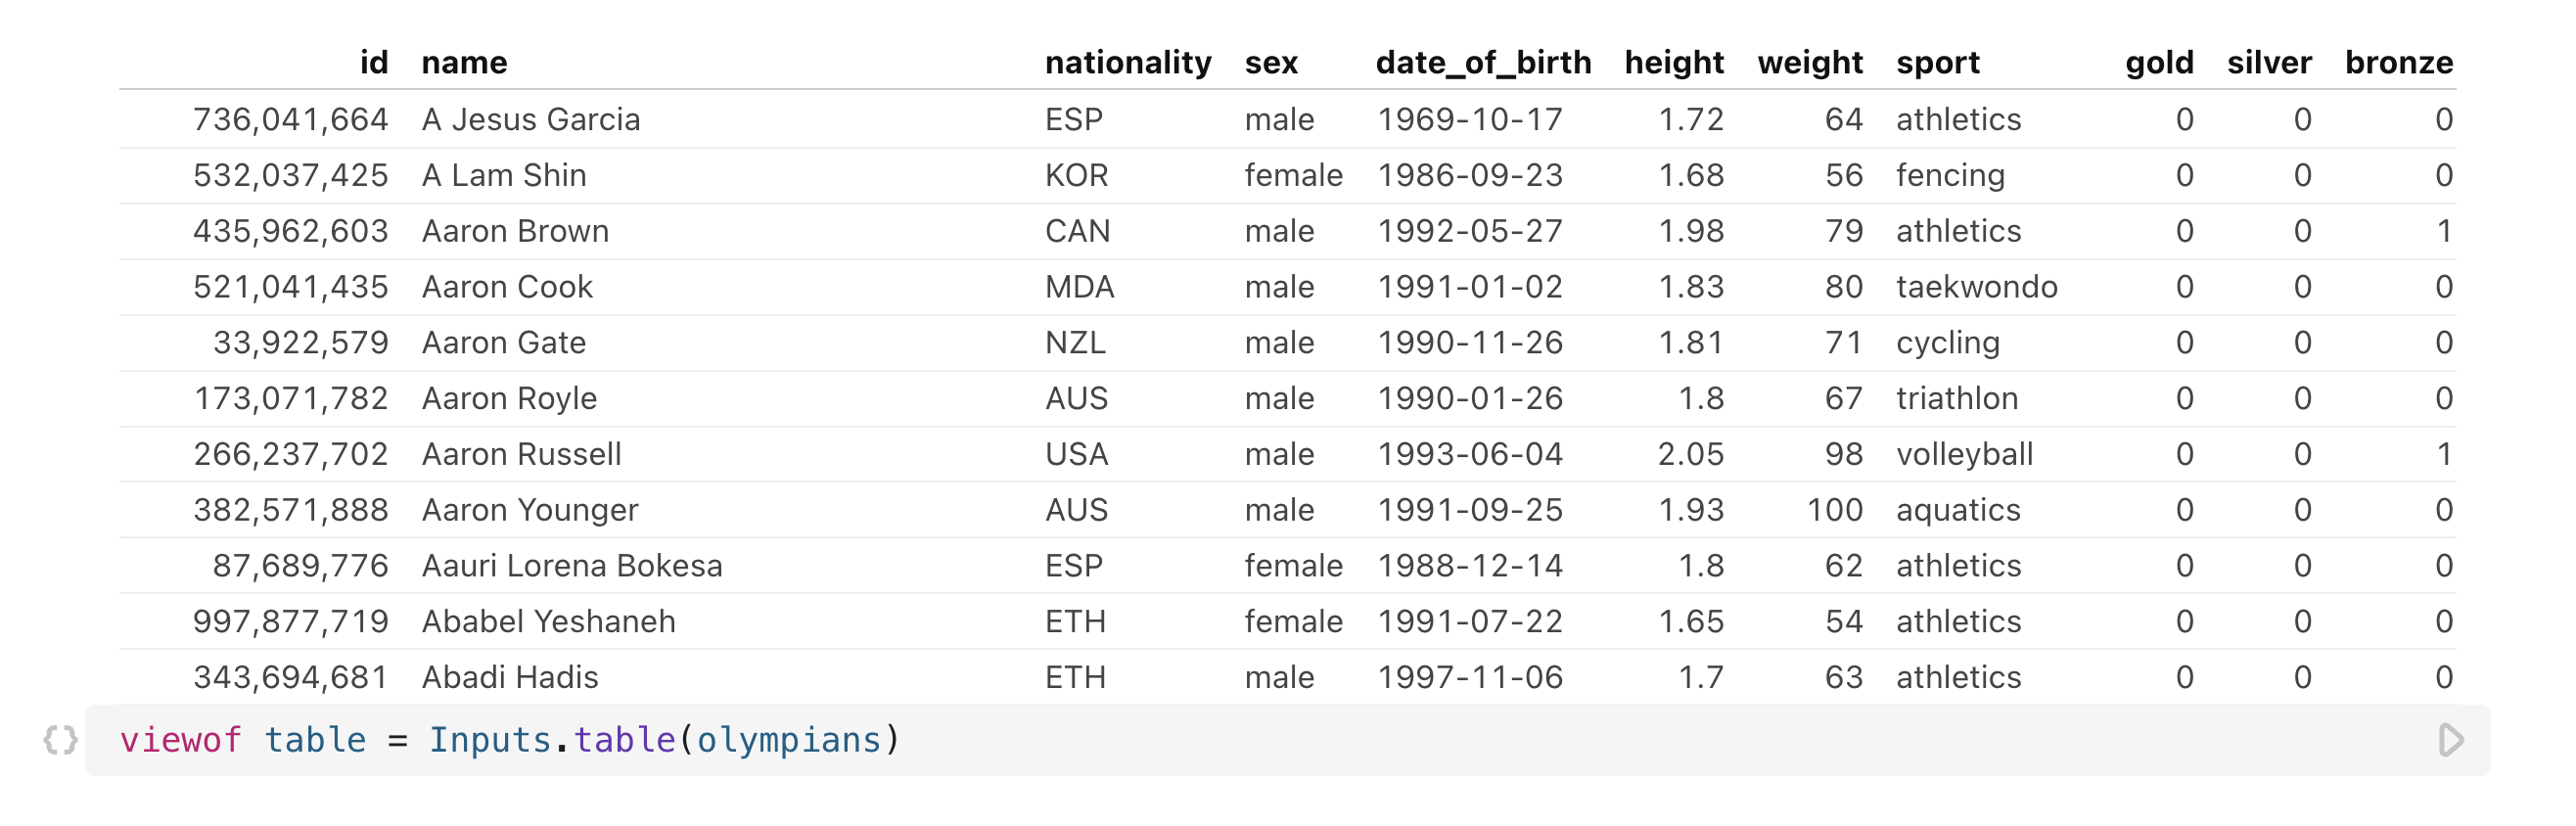 id name nationality sex date_of_birth height weight sport gold silver bronze
736,041,664 A Jesus Garcia ESP male 1969-10-17 1.72 64 athletics 0 0 0
532,037,425 A Lam Shin KOR female 1986-09-23 1.68 56 fencing 0 0 0
435,962,603 Aaron Brown CAN male 1992-05-27 1.98 79 athletics 0 0 1
521,041,435 Aaron Cook MDA male 1991-01-02 1.83 80 taekwondo 0 0 0
33,922,579 Aaron Gate NZL male 1990-11-26 1.81 71 cycling 0 0 0
173,071,782 Aaron Royle AUS male 1990-01-26 1.8 67 triathlon 0 0 0
266,237,702 Aaron Russell USA male 1993-06-04 2.05 98 volleyball 0 0 1
382,571,888 Aaron Younger AUS male 1991-09-25 1.93 100 aquatics 0 0 0
87,689,776 Aauri Lorena Bokesa ESP female 1988-12-14 1.8 62 athletics 0 0 0
997,877,719 Ababel Yeshaneh ETH female 1991-07-22 1.65 54 athletics 0 0 0
343,694,681 Abadi Hadis ETH male 1997-11-06 1.7 63 athletics 0 0 0
{} viewof table = Inputs.table(olympians)